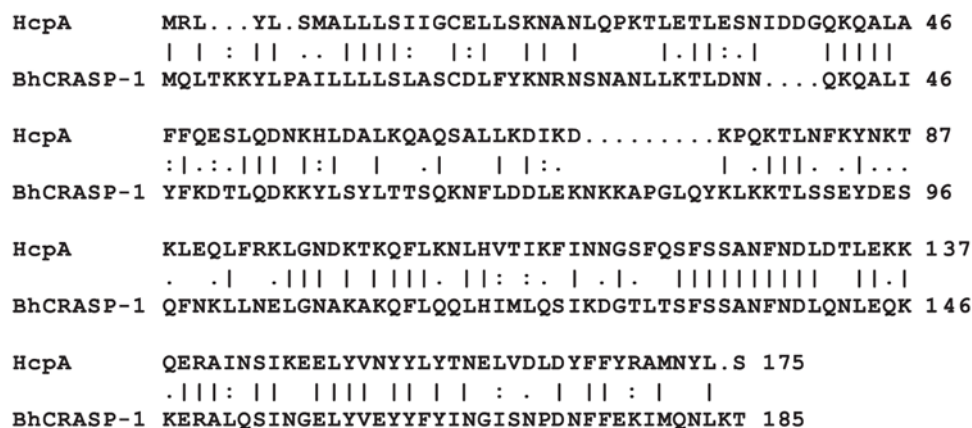 HcpA MRL...YL.SMALLLSIIGCELLSKNANLQPKTLETLESNIDDGQKQALA 46
| | : || .. ||||: |:| || | |.||:.| |||||
BhCRASP-1 MQLTKKYLPAILLLLLSLASCDLFYKNRNSNANLLKTLDNN....QKQALI 46
HcpA FFQESLQDNKHLDALKQAQSALLKDIKD.........KPQKTLNFKYNKT 87
:|.:.||| |:| | .| | |:. | .|||. . |...
BhCRASP-1 YFKDTLQDKKYLSYLTTSQKNFLDDLEKNKKAPGLQYKLKKTLSSEYDES 96
HcpA KLEQLFRKLGNDKTKQFLKNLHVTIKFINNGSFQSFSSANFNDLDTLEKK 137
. .| .||| | ||||. || : :. | .|. |||||||||| ||.|
BhCRASP-1 QFNKLLNELGNAKAKQFLQQLHIMLQSIKDGTLTSFSSANFNDLQNLEQK 146
HcpA QERAINSIKEELYVNYYLYTNELVDLDYFFYRAMNYL.S 175
.|||: || |||| || | | : . | || : | |
BhCRASP-1 KERALQSINGELYVEYYFYINGISNPDNFFEKIMQNLKT 185